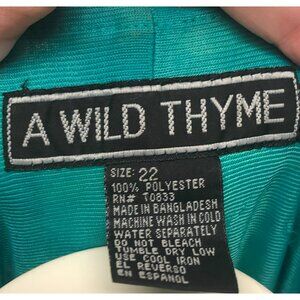 A WILD THYME
SIZE: 22
100% POLYESTER
RN# T0833
MADE IN BANGLADESH
MACHINE WASH IN COLD
WATER SEPARATELY
DO NOT BLEACH
TUMBLE DRY LOW
USE COOL IRON
EL REVERSO
EN ESPANOL